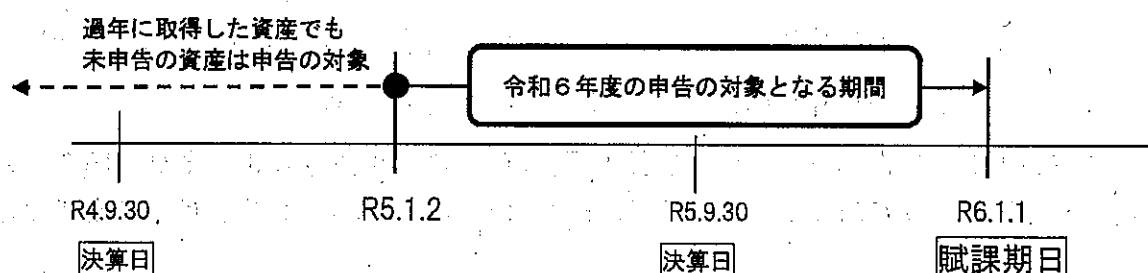 過年に取得した資産でも
未申告の資産は申告の対象
令和6年度の申告の対象となる期間
R4.9.30
R5.1.2
R5.9.30
R6.1.1
決算日
決算日
賦課期日